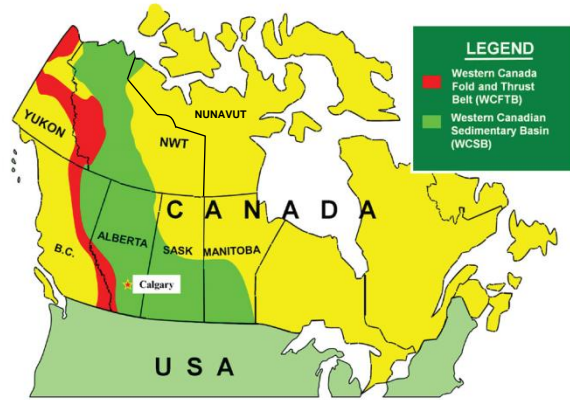 LEGEND
Western Canada
Fold and Thrust
Belt (WCFTB)
Western Canadian
Sedimentary Basin
(WCSB)
YUKON
NUNAVUT
NWT
CANADA
B.C.
ALBERTA
SASK
MANITOBA
Calgary
USA